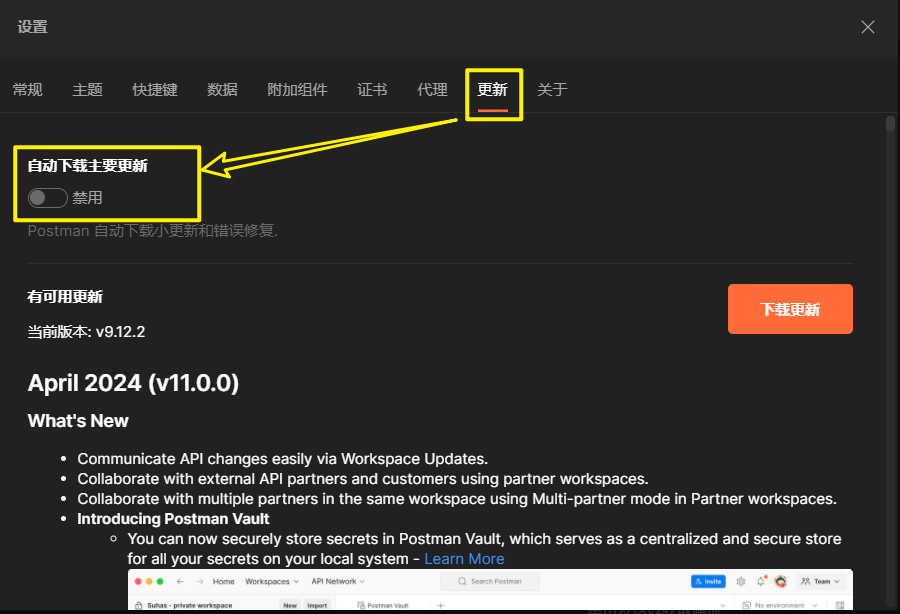 设置
常规 主题 快捷键 数据 附加组件 证书 代理 更新 关于
自动下载主要更新
禁用
Postman 自动下载小更新和错误修复.
有可用更新
下载更新
当前版本: v9.12.2
April 2024 (v11.0.0)
What's New
Communicate API changes easily via Workspace Updates.
Collaborate with external API partners and customers using partner workspaces.
Collaborate with multiple partners in the same workspace using Multi-partner mode in Partner workspaces.
Introducing Postman Vault
You can now securely store secrets in Postman Vault, which serves as a centralized and secure store
for all your secrets on your local system - Learn More
Home Workspaces API Network Search Postman Invite Team
Suhas - private workspace New Import Postman Vault No environment